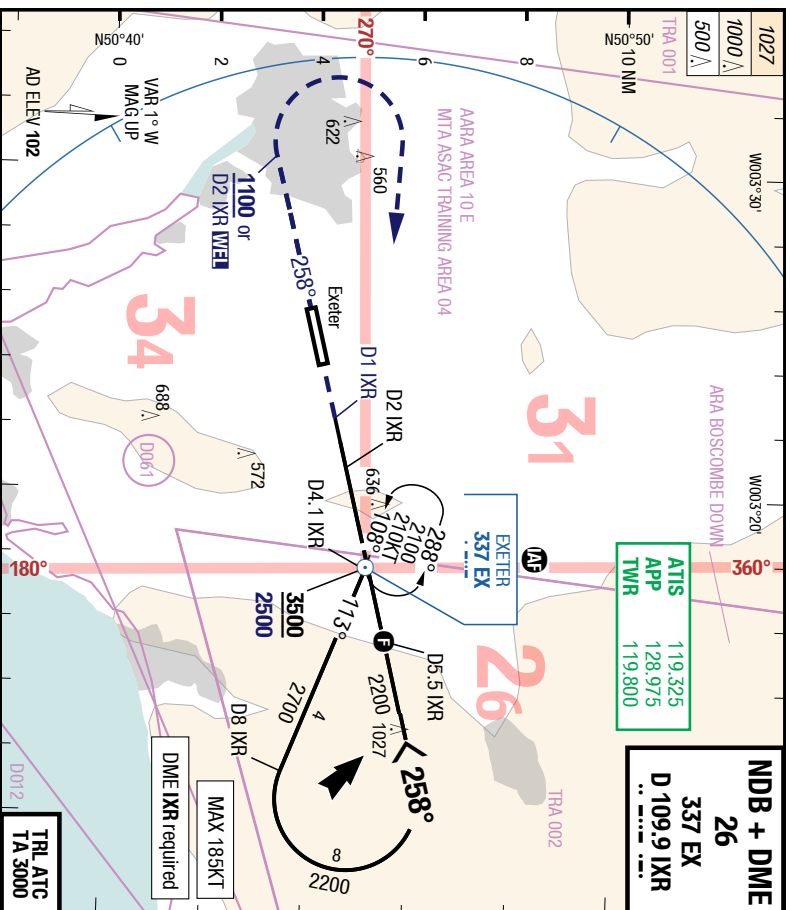 NDB + DME
26
337 EX
D 109.9 IXR
1027
1000
500
TRA 001
N50°50'
10 NM
8
6
4
2
0
N50°40'
W003°30'
W003°20'
270°
360°
180°
AARA AREA 10 E
MTA ASAC TRAINING AREA 04
ARA BOSCOMBE DOWN
ATIS 119.325
APP 128.975
TWR 119.800
IAF
EXETER
337 EX
31
26
34
VAR 1° W
MAG UP
AD ELEV 102
622
560
1100 or
D2 IXR WEL
258°
Exeter
D1 IXR
D2 IXR
D4.1 IXR
636
288°
2100
210KT
108°
3500
2500
113°
F
D5.5 IXR
2200
1027
258°
2700
4
D8 IXR
8
2200
688
572
D061
TRA 002
D012
MAX 185KT
DME IXR required
TRL ATC
TA 3000